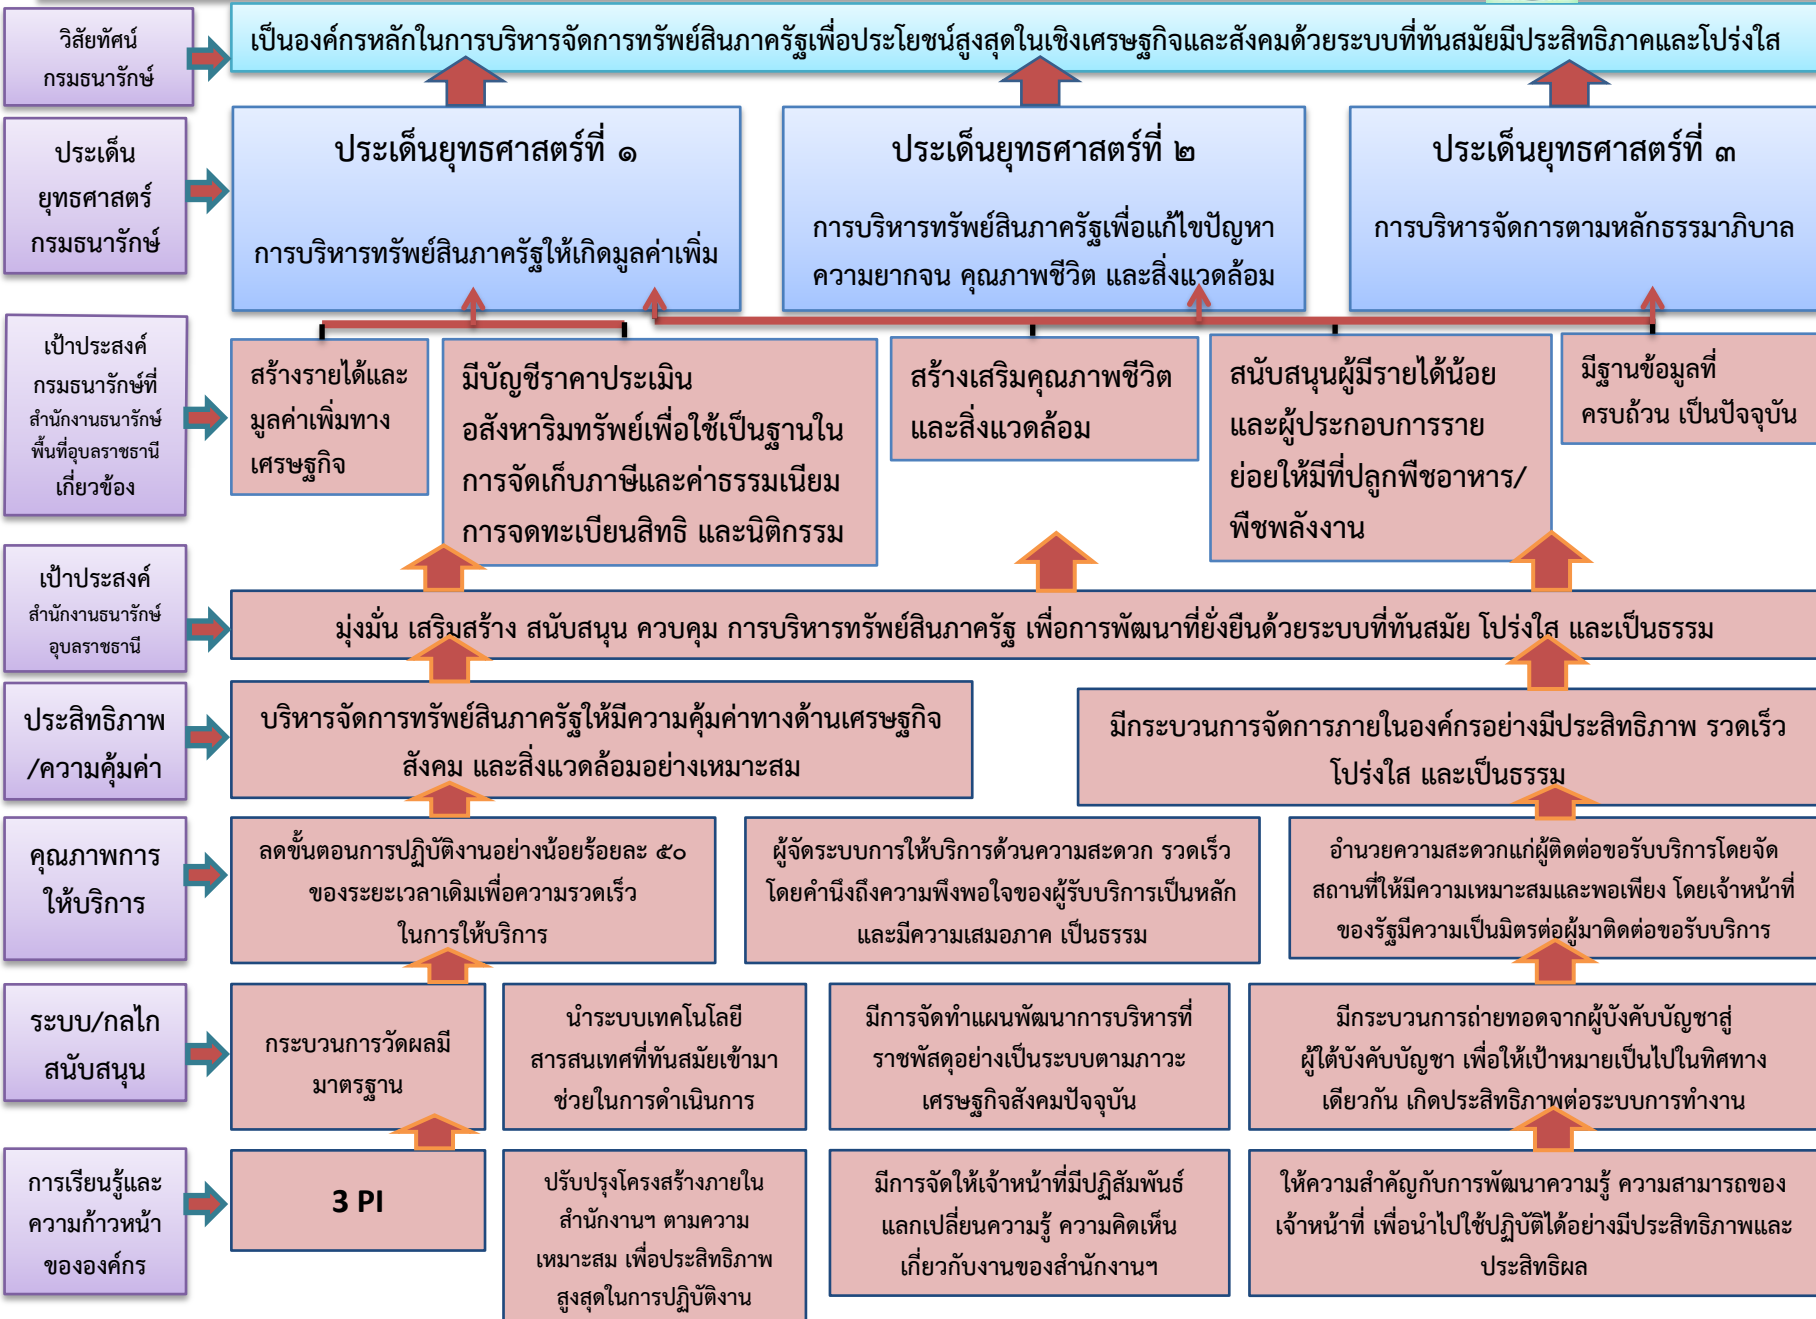 วิสัยทัศน์
กรมธนารักษ์
เป็นองค์กรหลักในการบริหารจัดการทรัพย์สินภาครัฐเพื่อประโยชน์สูงสุดในเชิงเศรษฐกิจและสังคมด้วยระบบที่ทันสมัยมีประสิทธิภาคและโปร่งใส
ประเด็น
ยุทธศาสตร์
กรมธนารักษ์
ประเด็นยุทธศาสตร์ที่ ๑
การบริหารทรัพย์สินภาครัฐให้เกิดมูลค่าเพิ่ม
ประเด็นยุทธศาสตร์ที่ ๒
การบริหารทรัพย์สินภาครัฐเพื่อแก้ไขปัญหา
ความยากจน คุณภาพชีวิต และสิ่งแวดล้อม
ประเด็นยุทธศาสตร์ที่ ๓
การบริหารจัดการตามหลักธรรมาภิบาล
เป้าประสงค์
กรมธนารักษ์ที่
สำนักงานธนารักษ์
พื้นที่อุบลราชธานี
เกี่ยวข้อง
สร้างรายได้และ
มูลค่าเพิ่มทาง
เศรษฐกิจ
มีบัญชีราคาประเมิน
อสังหาริมทรัพย์เพื่อใช้เป็นฐานใน
การจัดเก็บภาษีและค่าธรรมเนียม
การจดทะเบียนสิทธิ และนิติกรรม
สร้างเสริมคุณภาพชีวิต
และสิ่งแวดล้อม
สนับสนุนผู้มีรายได้น้อย
และผู้ประกอบการราย
ย่อยให้มีที่ปลูกพืชอาหาร/
พืชพลังงาน
มีฐานข้อมูลที่
ครบถ้วน เป็นปัจจุบัน
เป้าประสงค์
สำนักงานธนารักษ์
อุบลราชธานี
มุ่งมั่น เสริมสร้าง สนับสนุน ควบคุม การบริหารทรัพย์สินภาครัฐ เพื่อการพัฒนาที่ยั่งยืนด้วยระบบที่ทันสมัย โปร่งใส และเป็นธรรม
ประสิทธิภาพ
/ความคุ้มค่า
บริหารจัดการทรัพย์สินภาครัฐให้มีความคุ้มค่าทางด้านเศรษฐกิจ
สังคม และสิ่งแวดล้อมอย่างเหมาะสม
มีกระบวนการจัดการภายในองค์กรอย่างมีประสิทธิภาพ รวดเร็ว
โปร่งใส และเป็นธรรม
คุณภาพการ
ให้บริการ
ลดขั้นตอนการปฏิบัติงานอย่างน้อยร้อยละ ๕๐
ของระยะเวลาเดิมเพื่อความรวดเร็ว
ในการให้บริการ
ผู้จัดระบบการให้บริการด้วนความสะดวก รวดเร็ว
โดยคำนึงถึงความพึงพอใจของผู้รับบริการเป็นหลัก
และมีความเสมอภาค เป็นธรรม
อำนวยความสะดวกแก่ผู้ติดต่อขอรับบริการโดยจัด
สถานที่ให้มีความเหมาะสมและพอเพียง โดยเจ้าหน้าที่
ของรัฐมีความเป็นมิตรต่อผู้มาติดต่อขอรับบริการ
ระบบ/กลไก
สนับสนุน
กระบวนการวัดผลมี
มาตรฐาน
นำระบบเทคโนโลยี
สารสนเทศที่ทันสมัยเข้ามา
ช่วยในการดำเนินการ
มีการจัดทำแผนพัฒนาการบริหารที่
ราชพัสดุอย่างเป็นระบบตามภาวะ
เศรษฐกิจสังคมปัจจุบัน
มีกระบวนการถ่ายทอดจากผู้บังคับบัญชาสู่
ผู้ใต้บังคับบัญชา เพื่อให้เป้าหมายเป็นไปในทิศทาง
เดียวกัน เกิดประสิทธิภาพต่อระบบการทำงาน
การเรียนรู้และ
ความก้าวหน้า
ขององค์กร
3 PI
ปรับปรุงโครงสร้างภายใน
สำนักงานฯ ตามความ
เหมาะสม เพื่อประสิทธิภาพ
สูงสุดในการปฏิบัติงาน
มีการจัดให้เจ้าหน้าที่มีปฏิสัมพันธ์
แลกเปลี่ยนความรู้ ความคิดเห็น
เกี่ยวกับงานของสำนักงานฯ
ให้ความสำคัญกับการพัฒนาความรู้ ความสามารถของ
เจ้าหน้าที่ เพื่อนำไปใช้ปฏิบัติได้อย่างมีประสิทธิภาพและ
ประสิทธิผล